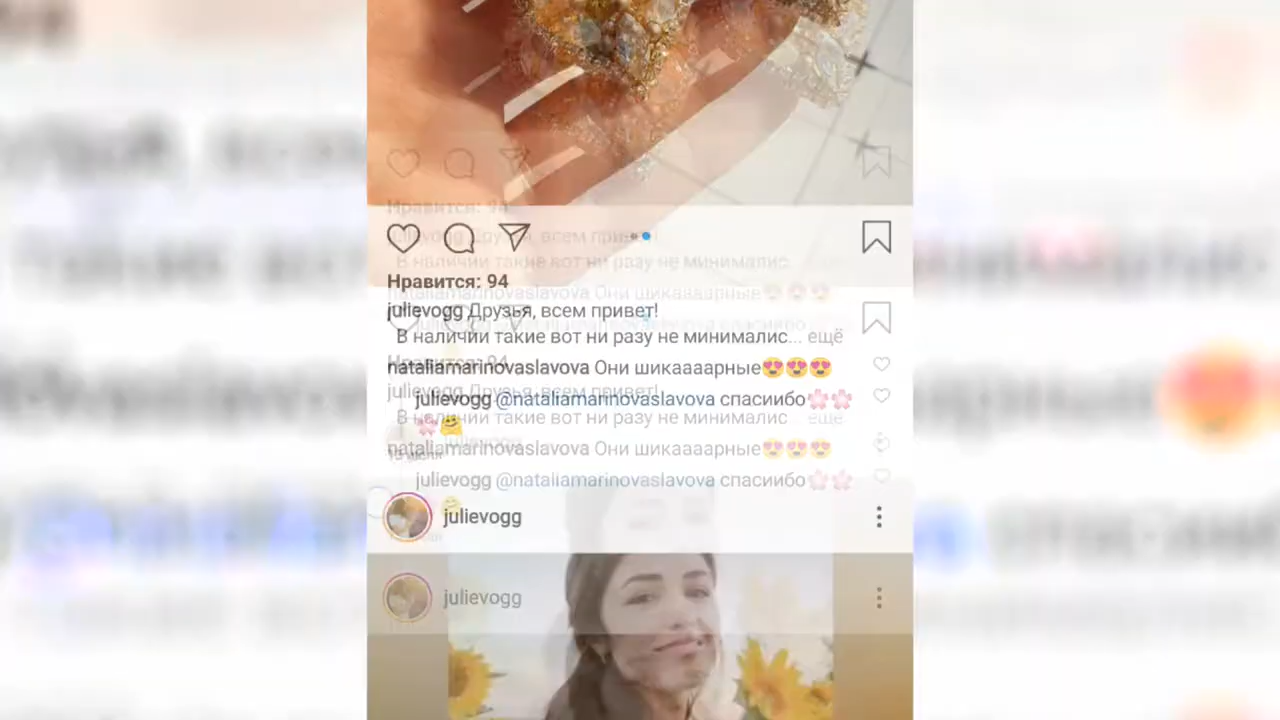 Нравится: 94
julievogg Друзья, всем привет!
В наличии такие вот ни разу не минималис... ещё
nataliamarinovaslavova Они шикаааарные😍😍😍
julievogg @nataliamarinovaslavova спасиибо🌸🌸
🌸🤗
julievogg
julievogg